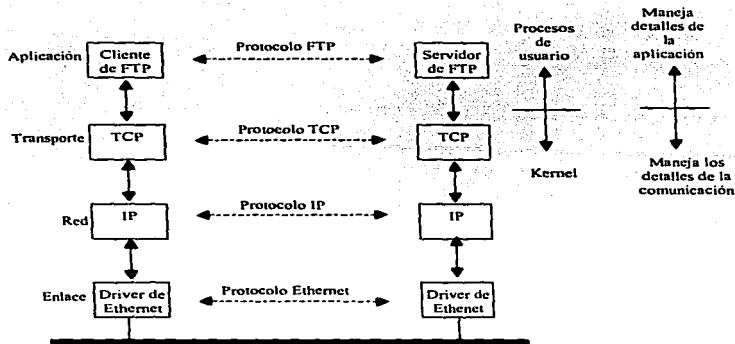 Aplicación
Cliente
de FTP
Protocolo FTP
Servidor
de FTP
Procesos
de
usuario
Maneja
detalles de
la
aplicación
Transporte
TCP
Protocolo TCP
TCP
Kernel
Maneja los
detalles de la
comunicación
Red
IP
Protocolo IP
IP
Enlace
Driver de
Ethernet
Protocolo Ethernet
Driver de
Ethenet